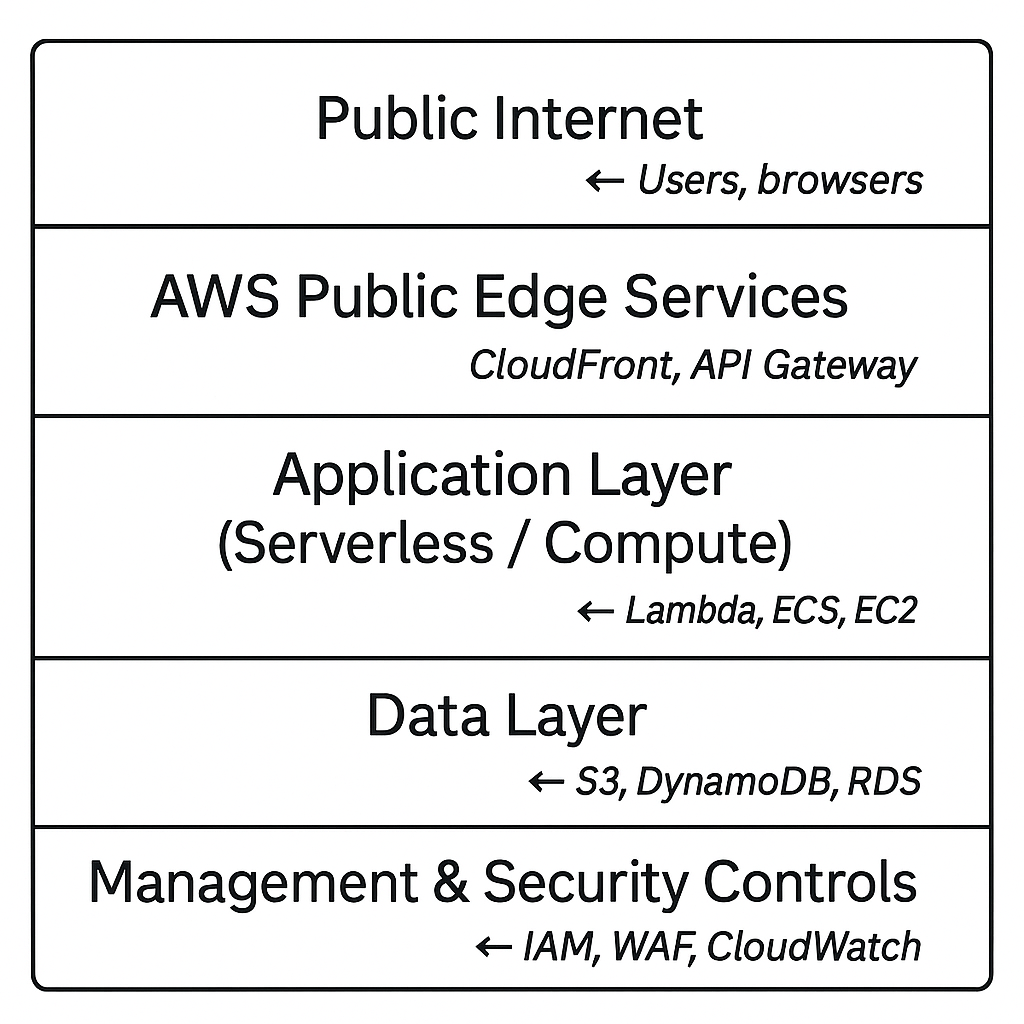 Public Internet
← Users, browsers
AWS Public Edge Services
CloudFront, API Gateway
Application Layer
(Serverless / Compute)
← Lambda, ECS, EC2
Data Layer
← S3, DynamoDB, RDS
Management & Security Controls
← IAM, WAF, CloudWatch